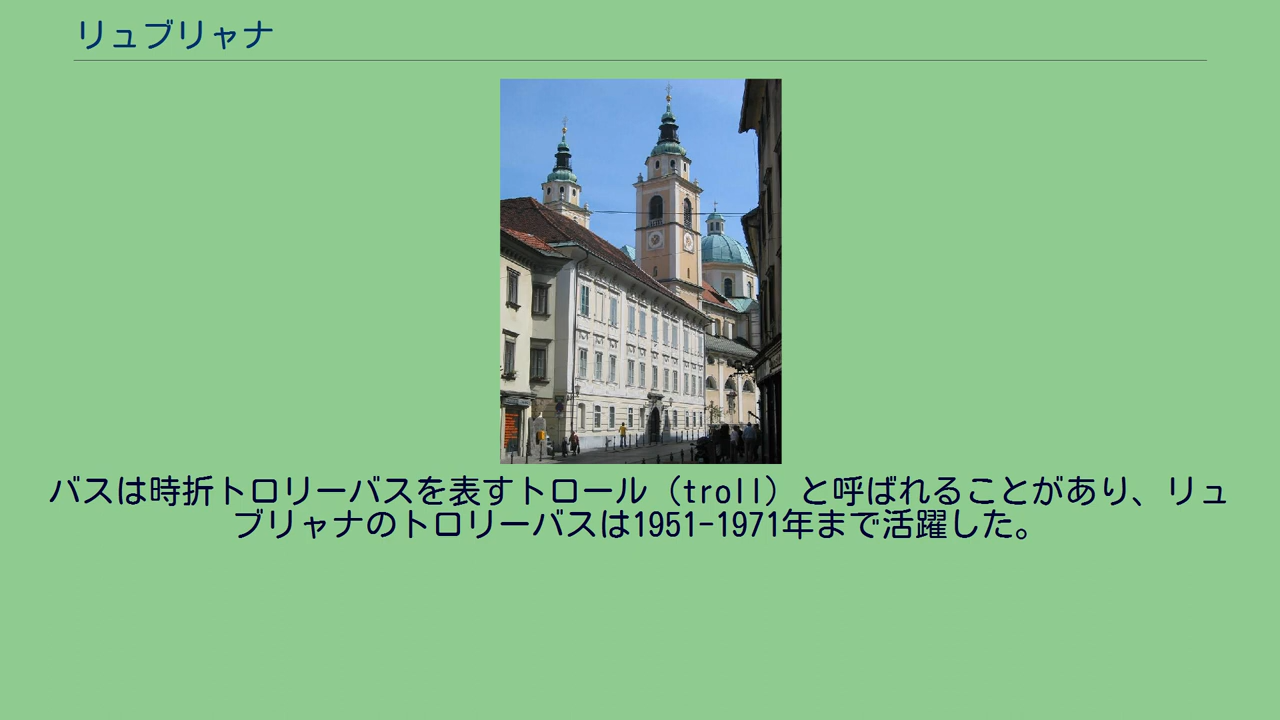 リュブリャナ
バスは時折トロリーバスを表すトロール（troll）と呼ばれることがあり、リュ
ブリャナのトロリーバスは1951-1971年まで活躍した。